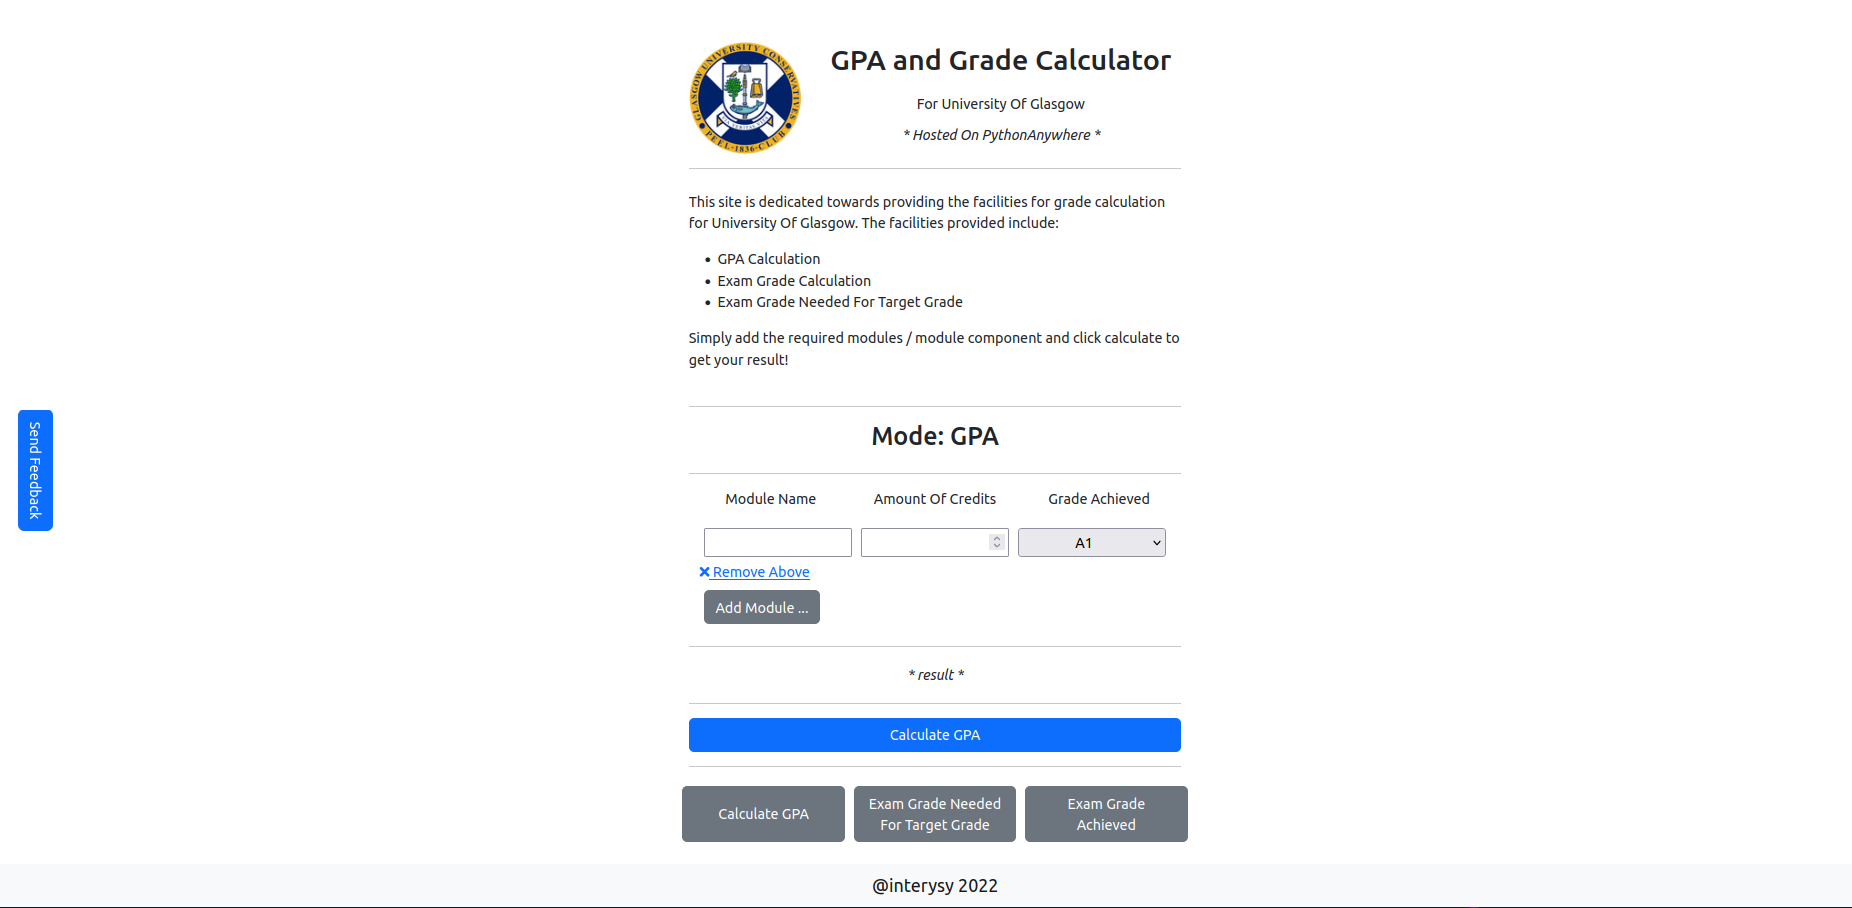 GLASGOW UNIVERSITY CONSERVATIVES
PEEL · 1836 · CLUB
GPA and Grade Calculator
For University Of Glasgow
* Hosted On PythonAnywhere *
This site is dedicated towards providing the facilities for grade calculation
for University Of Glasgow. The facilities provided include:
• GPA Calculation
• Exam Grade Calculation
• Exam Grade Needed For Target Grade
Simply add the required modules / module component and click calculate to
get your result!
Send Feedback
Mode: GPA
Module Name Amount Of Credits Grade Achieved
A1
Remove Above
Add Module ...
* result *
Calculate GPA
Calculate GPA
Exam Grade Needed
For Target Grade
Exam Grade
Achieved
@interysy 2022